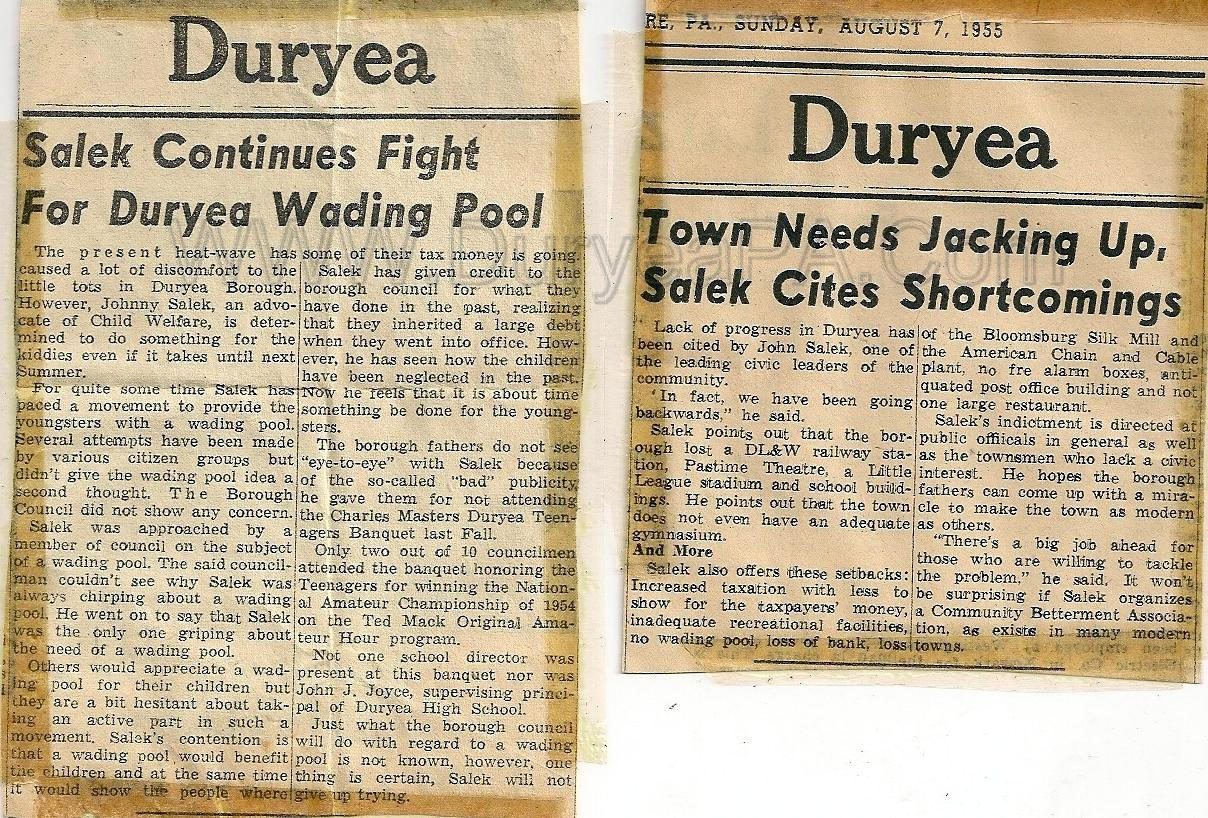 Duryea
Salek Continues Fight
For Duryea Wading Pool
The present heat-wave has
caused a lot of discomfort to the
little tots in Duryea Borough.
However, Johnny Salek, an advo-
cate of Child Welfare, is deter-
mined to do something for the
kiddies even if it takes until next
Summer.
For quite some time Salek has
paced a movement to provide the
youngsters with a wading pool.
Several attempts have been made
by various citizen groups but
didn't give the wading pool idea a
second thought. The Borough
Council did not show any concern.
Salek was approached by a
member of council on the subject
of a wading pool. The said council-
man couldn't see why Salek was
always chirping about a wading
pool. He went on to say that Salek
was the only one griping about
the need of a wading pool.
Others would appreciate a wad-
ing pool for their children but
they are a bit hesitant about tak-
ing an active part in such a
movement. Salek's contention is
that a wading pool would benefit
the children and at the same time
it would show the people where
some of their tax money is going.
Salek has given credit to the
borough council for what they
have done in the past, realizing
that they inherited a large debt
when they went into office. How-
ever, he has seen how the children
have been neglected in the past.
Now he feels that it is about time
something be done for the young-
sters.
The borough fathers do not see
"eye-to-eye" with Salek because
of the so-called "bad" publicity
he gave them for not attending
the Charles Masters Duryea Teen-
agers Banquet last Fall.
Only two out of 10 councilmen
attended the banquet honoring the
Teenagers for winning the Nation-
al Amateur Championship of 1954
on the Ted Mack Original Ama-
teur Hour program.
Not one school director was
present at this banquet nor was
John J. Joyce, supervising princi-
pal of Duryea High School.
Just what the borough council
will do with regard to a wading
pool is not known, however, one
thing is certain, Salek will not
give up trying.
RE, PA., SUNDAY, AUGUST 7, 1955
Duryea
Town Needs Jacking Up,
Salek Cites Shortcomings
Lack of progress in Duryea has
been cited by John Salek, one of
the leading civic leaders of the
community.
"In fact, we have been going
backwards," he said.
Salek points out that the bor-
ough lost a DL&W railway sta-
tion, Pastime Theatre, a Little
League stadium and school build-
ings. He points out that the town
does not even have an adequate
gymnasium.
And More
Salek also offers these setbacks:
Increased taxation with less to
show for the taxpayers' money,
inadequate recreational facilities,
no wading pool, loss of bank, loss
of the Bloomsburg Silk Mill and
the American Chain and Cable
plant, no fre alarm boxes, anti-
quated post office building and not
one large restaurant.
Salek's indictment is directed at
public officals in general as well
as the townsmen who lack a civic
interest. He hopes the borough
fathers can come up with a mira-
cle to make the town as modern
as others.
"There's a big job ahead for
those who are willing to tackle
the problem," he said. It won't
be surprising if Salek organizes
a Community Betterment Associa-
tion, as exists in many modern
towns.
www.DuryeaPA.com